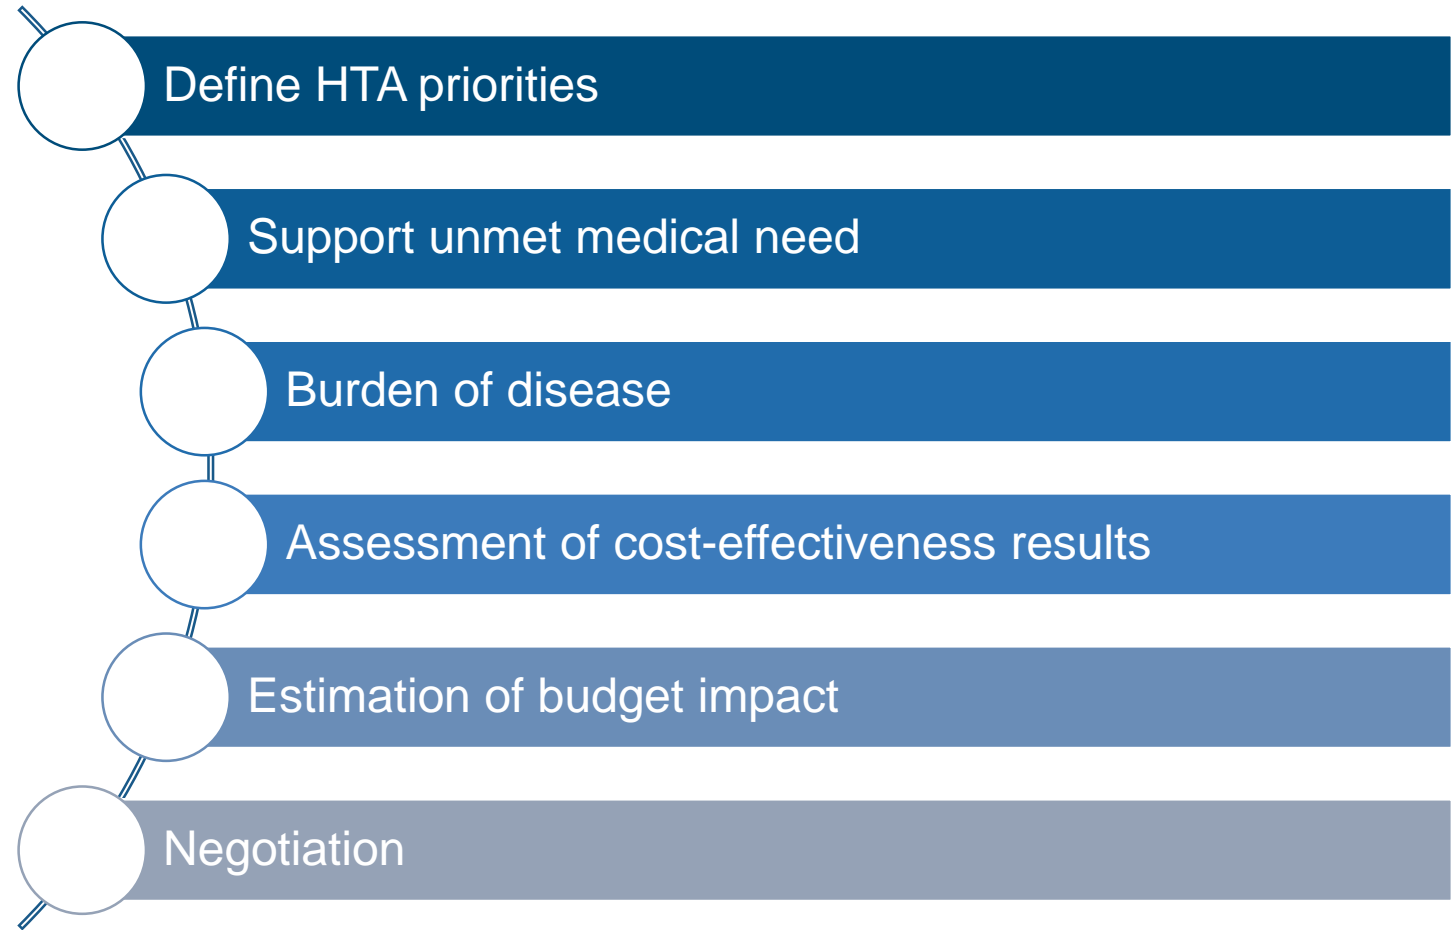 Define HTA priorities
Support unmet medical need
Burden of disease
Assessment of cost-effectiveness results
Estimation of budget impact
Negotiation